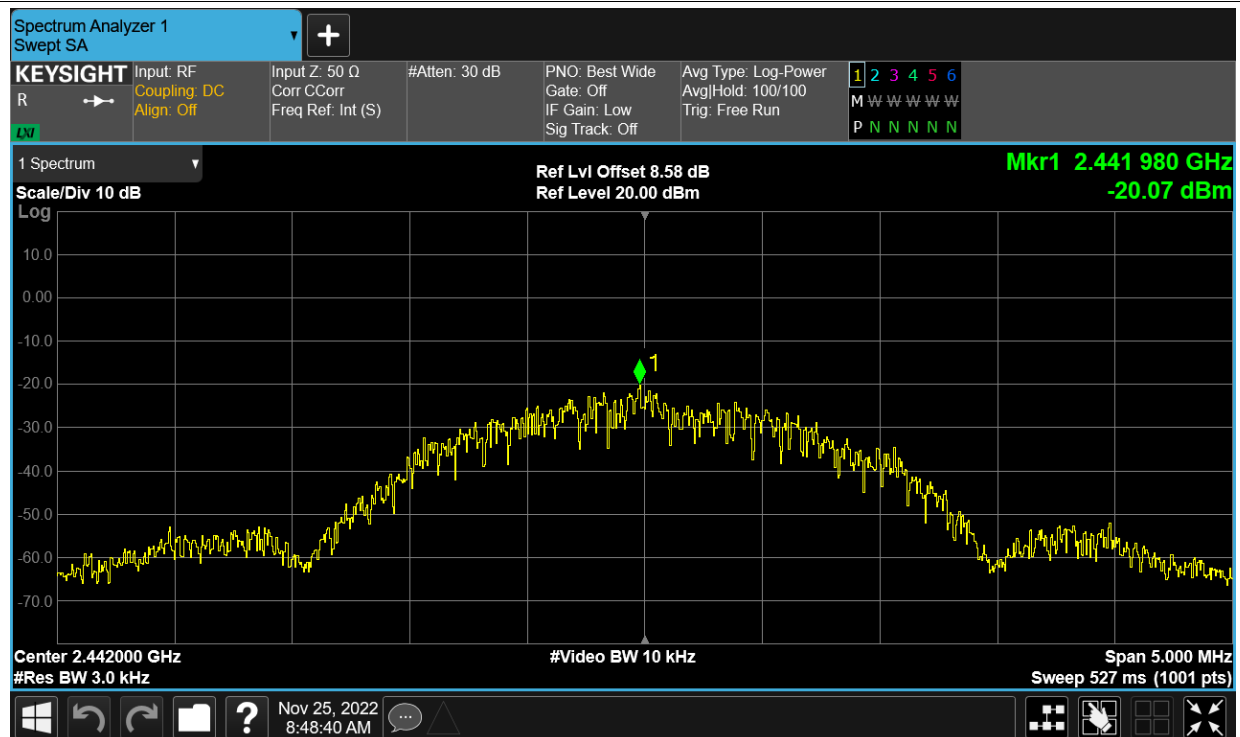 Spectrum Analyzer 1
Swept SA
+
KEYSIGHT
R
LXI
Input: RF
Coupling: DC
Align: Off
Input Z: 50 Ω
Corr CCorr
Freq Ref: Int (S)
#Atten: 30 dB
PNO: Best Wide
Gate: Off
IF Gain: Low
Sig Track: Off
Avg Type: Log-Power
Avg|Hold: 100/100
Trig: Free Run
1 2 3 4 5 6
M W W W W W W
P N N N N N N
1 Spectrum
Scale/Div 10 dB
Log
Ref Lvl Offset 8.58 dB
Ref Level 20.00 dBm
Mkr1 2.441 980 GHz
-20.07 dBm
10.0
0.00
-10.0
1
-20.0
-30.0
-40.0
-50.0
-60.0
-70.0
Center 2.442000 GHz
#Res BW 3.0 kHz
#Video BW 10 kHz
Span 5.000 MHz
Sweep 527 ms (1001 pts)
?
Nov 25, 2022
8:48:40 AM